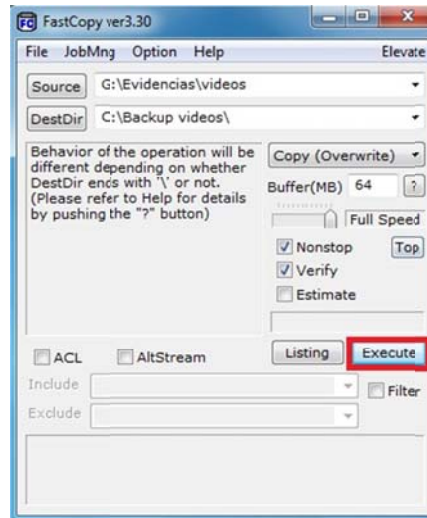 FC FastCopy ver3.30
File JobMng Option Help Elevate
Source G:\Evidencias\videos
DestDir C:\Backup videos\
Behavior of the operation will be
different depending on whether
DestDir ends with '\' or not.
(Please refer to Help for details
by pushing the "?" button)
Copy (Overwrite)
Buffer(MB) 64 ?
Full Speed
Nonstop Top
Verify
Estimate
ACL AltStream Listing Execute
Include Filter
Exclude